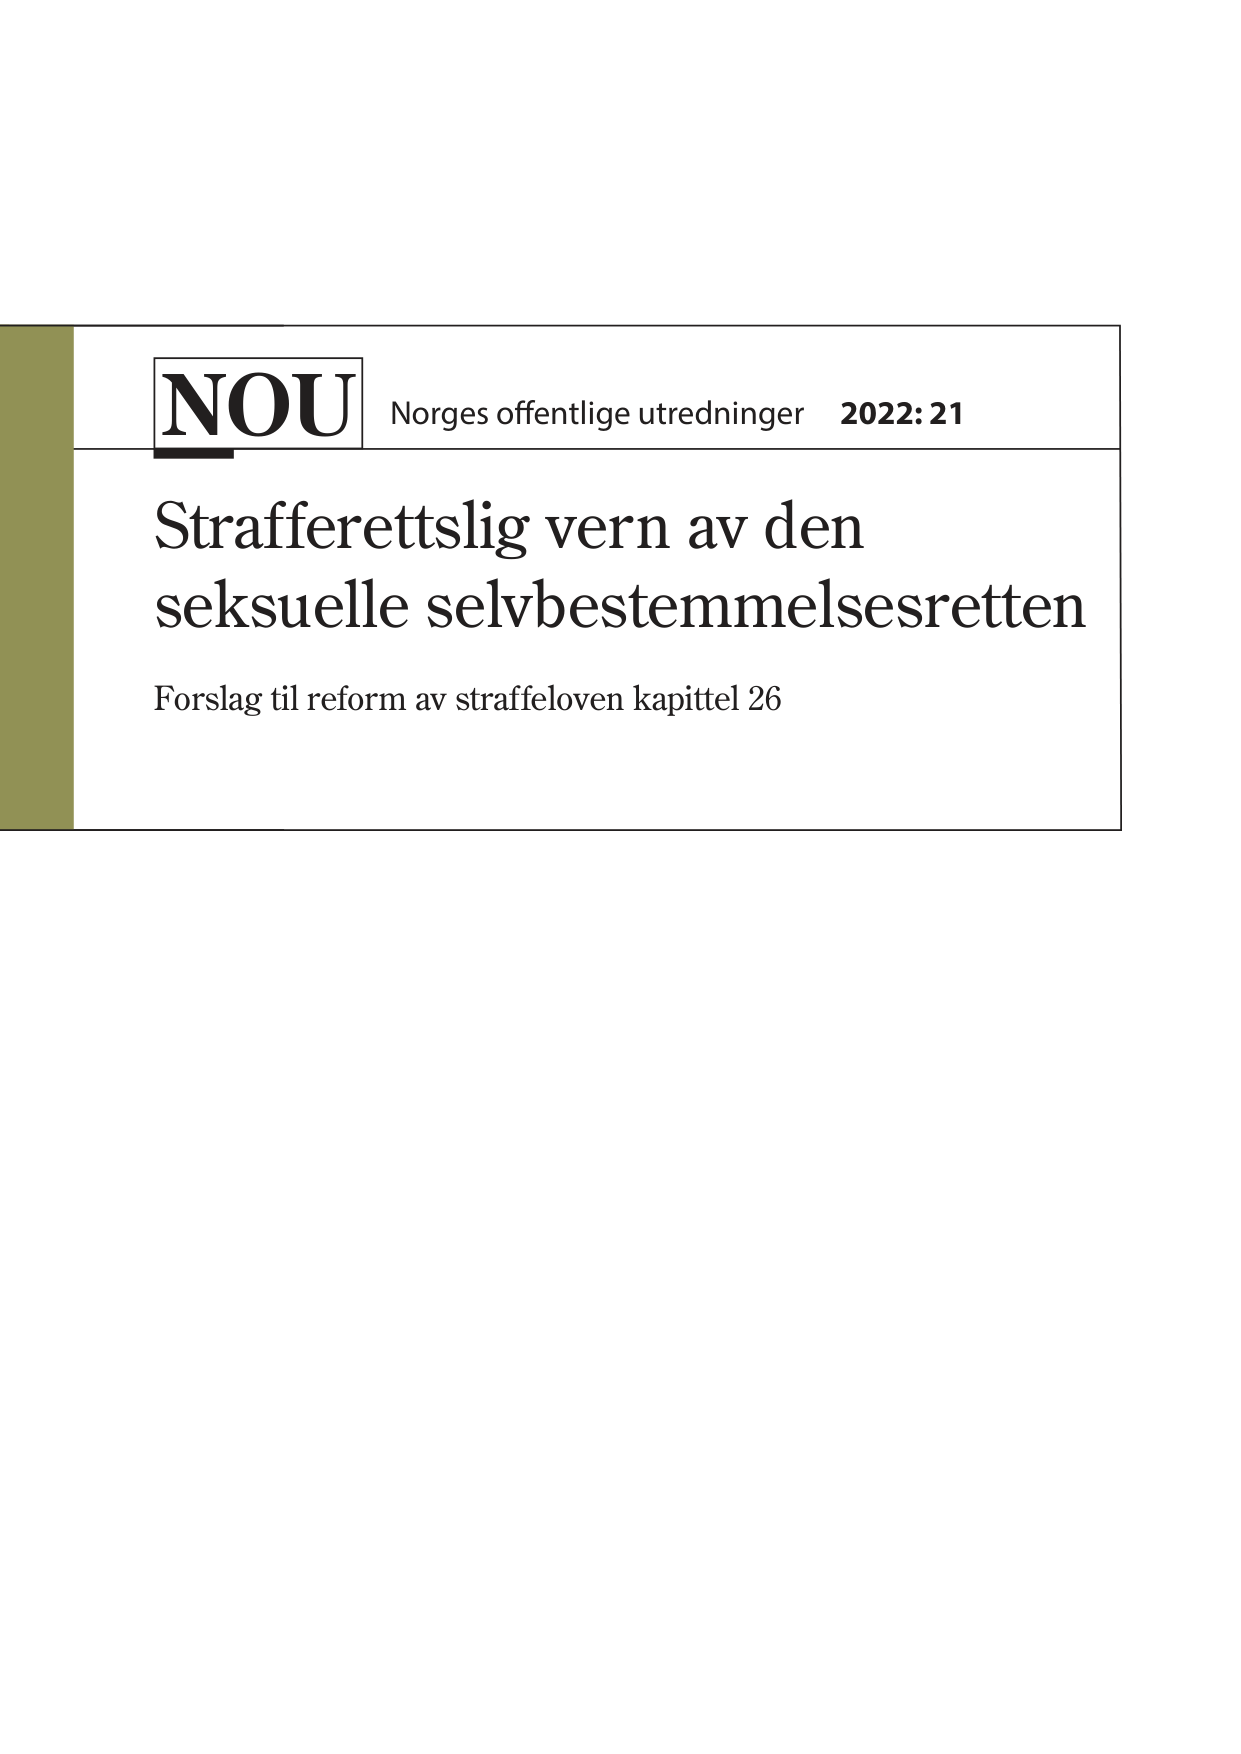 NOU Norges offentlige utredninger 2022: 21
Strafferettslig vern av den
seksuelle selvbestemmelsesretten
Forslag til reform av straffeloven kapittel 26